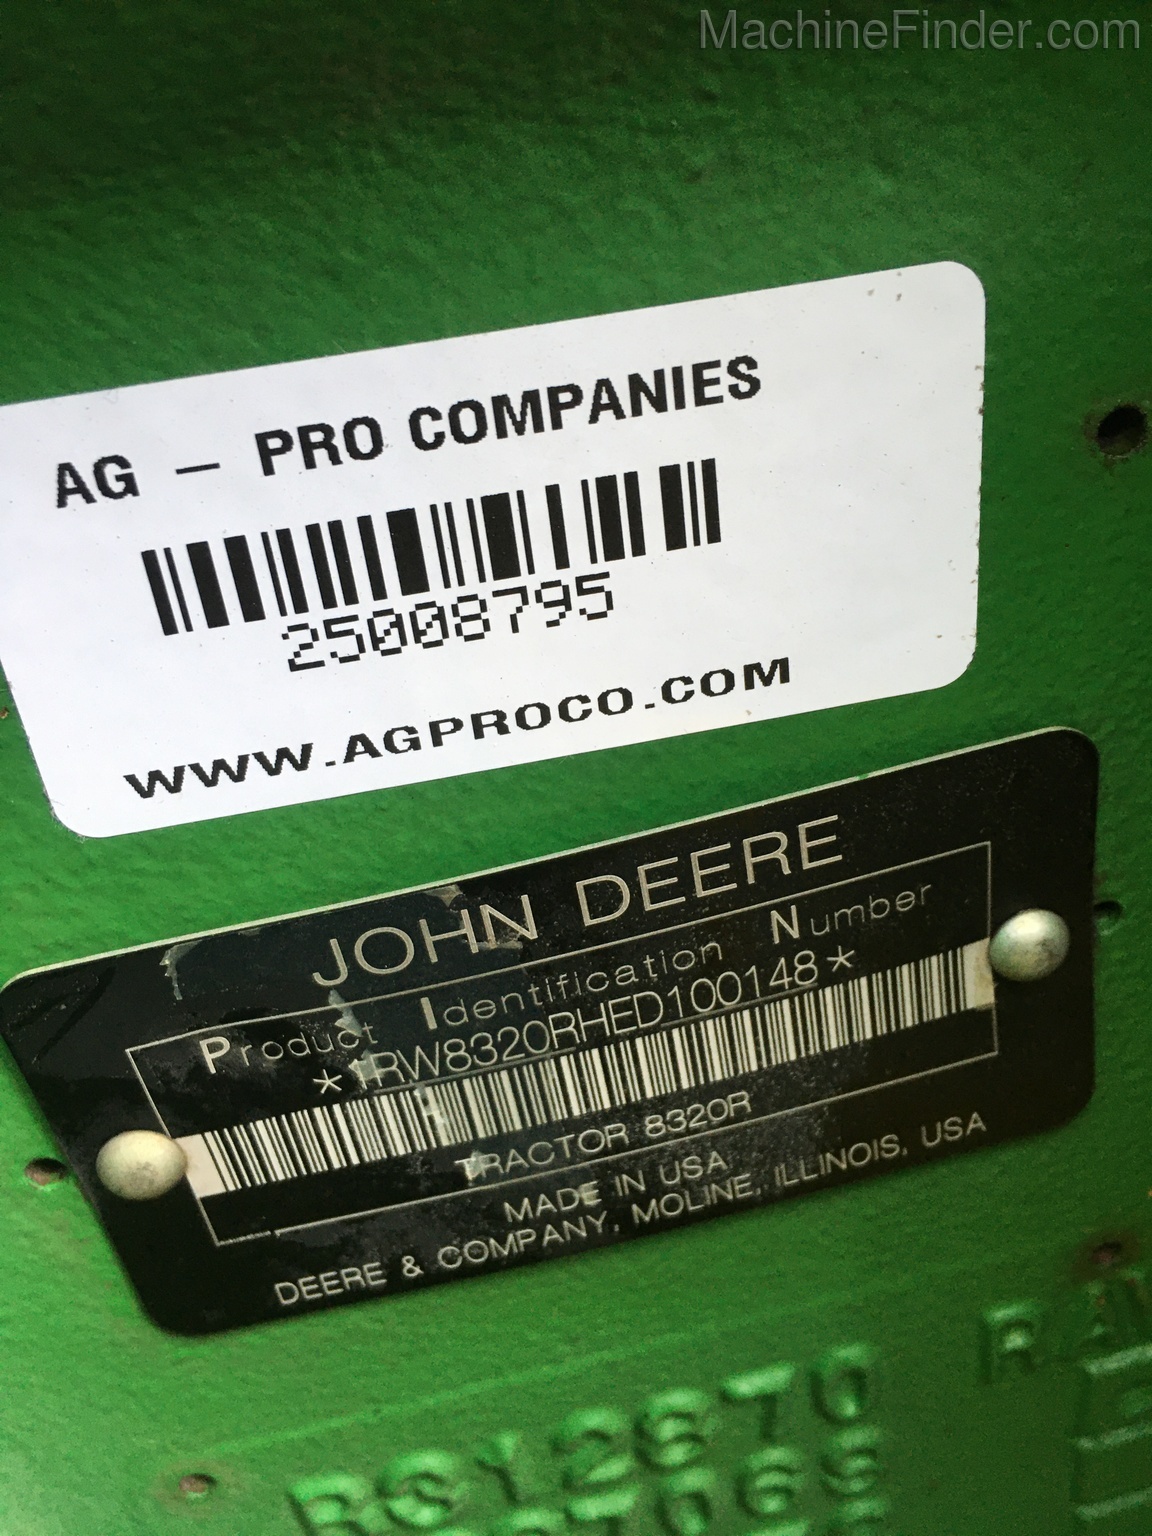 MachineFinder.com
AG - PRO COMPANIES
25008795
WWW.AGPROCO.COM
JOHN DEERE
Product Identification Number
*1RW8320RHED100148*
TRACTOR 8320R
MADE IN USA
DEERE & COMPANY, MOLINE, ILLINOIS, USA